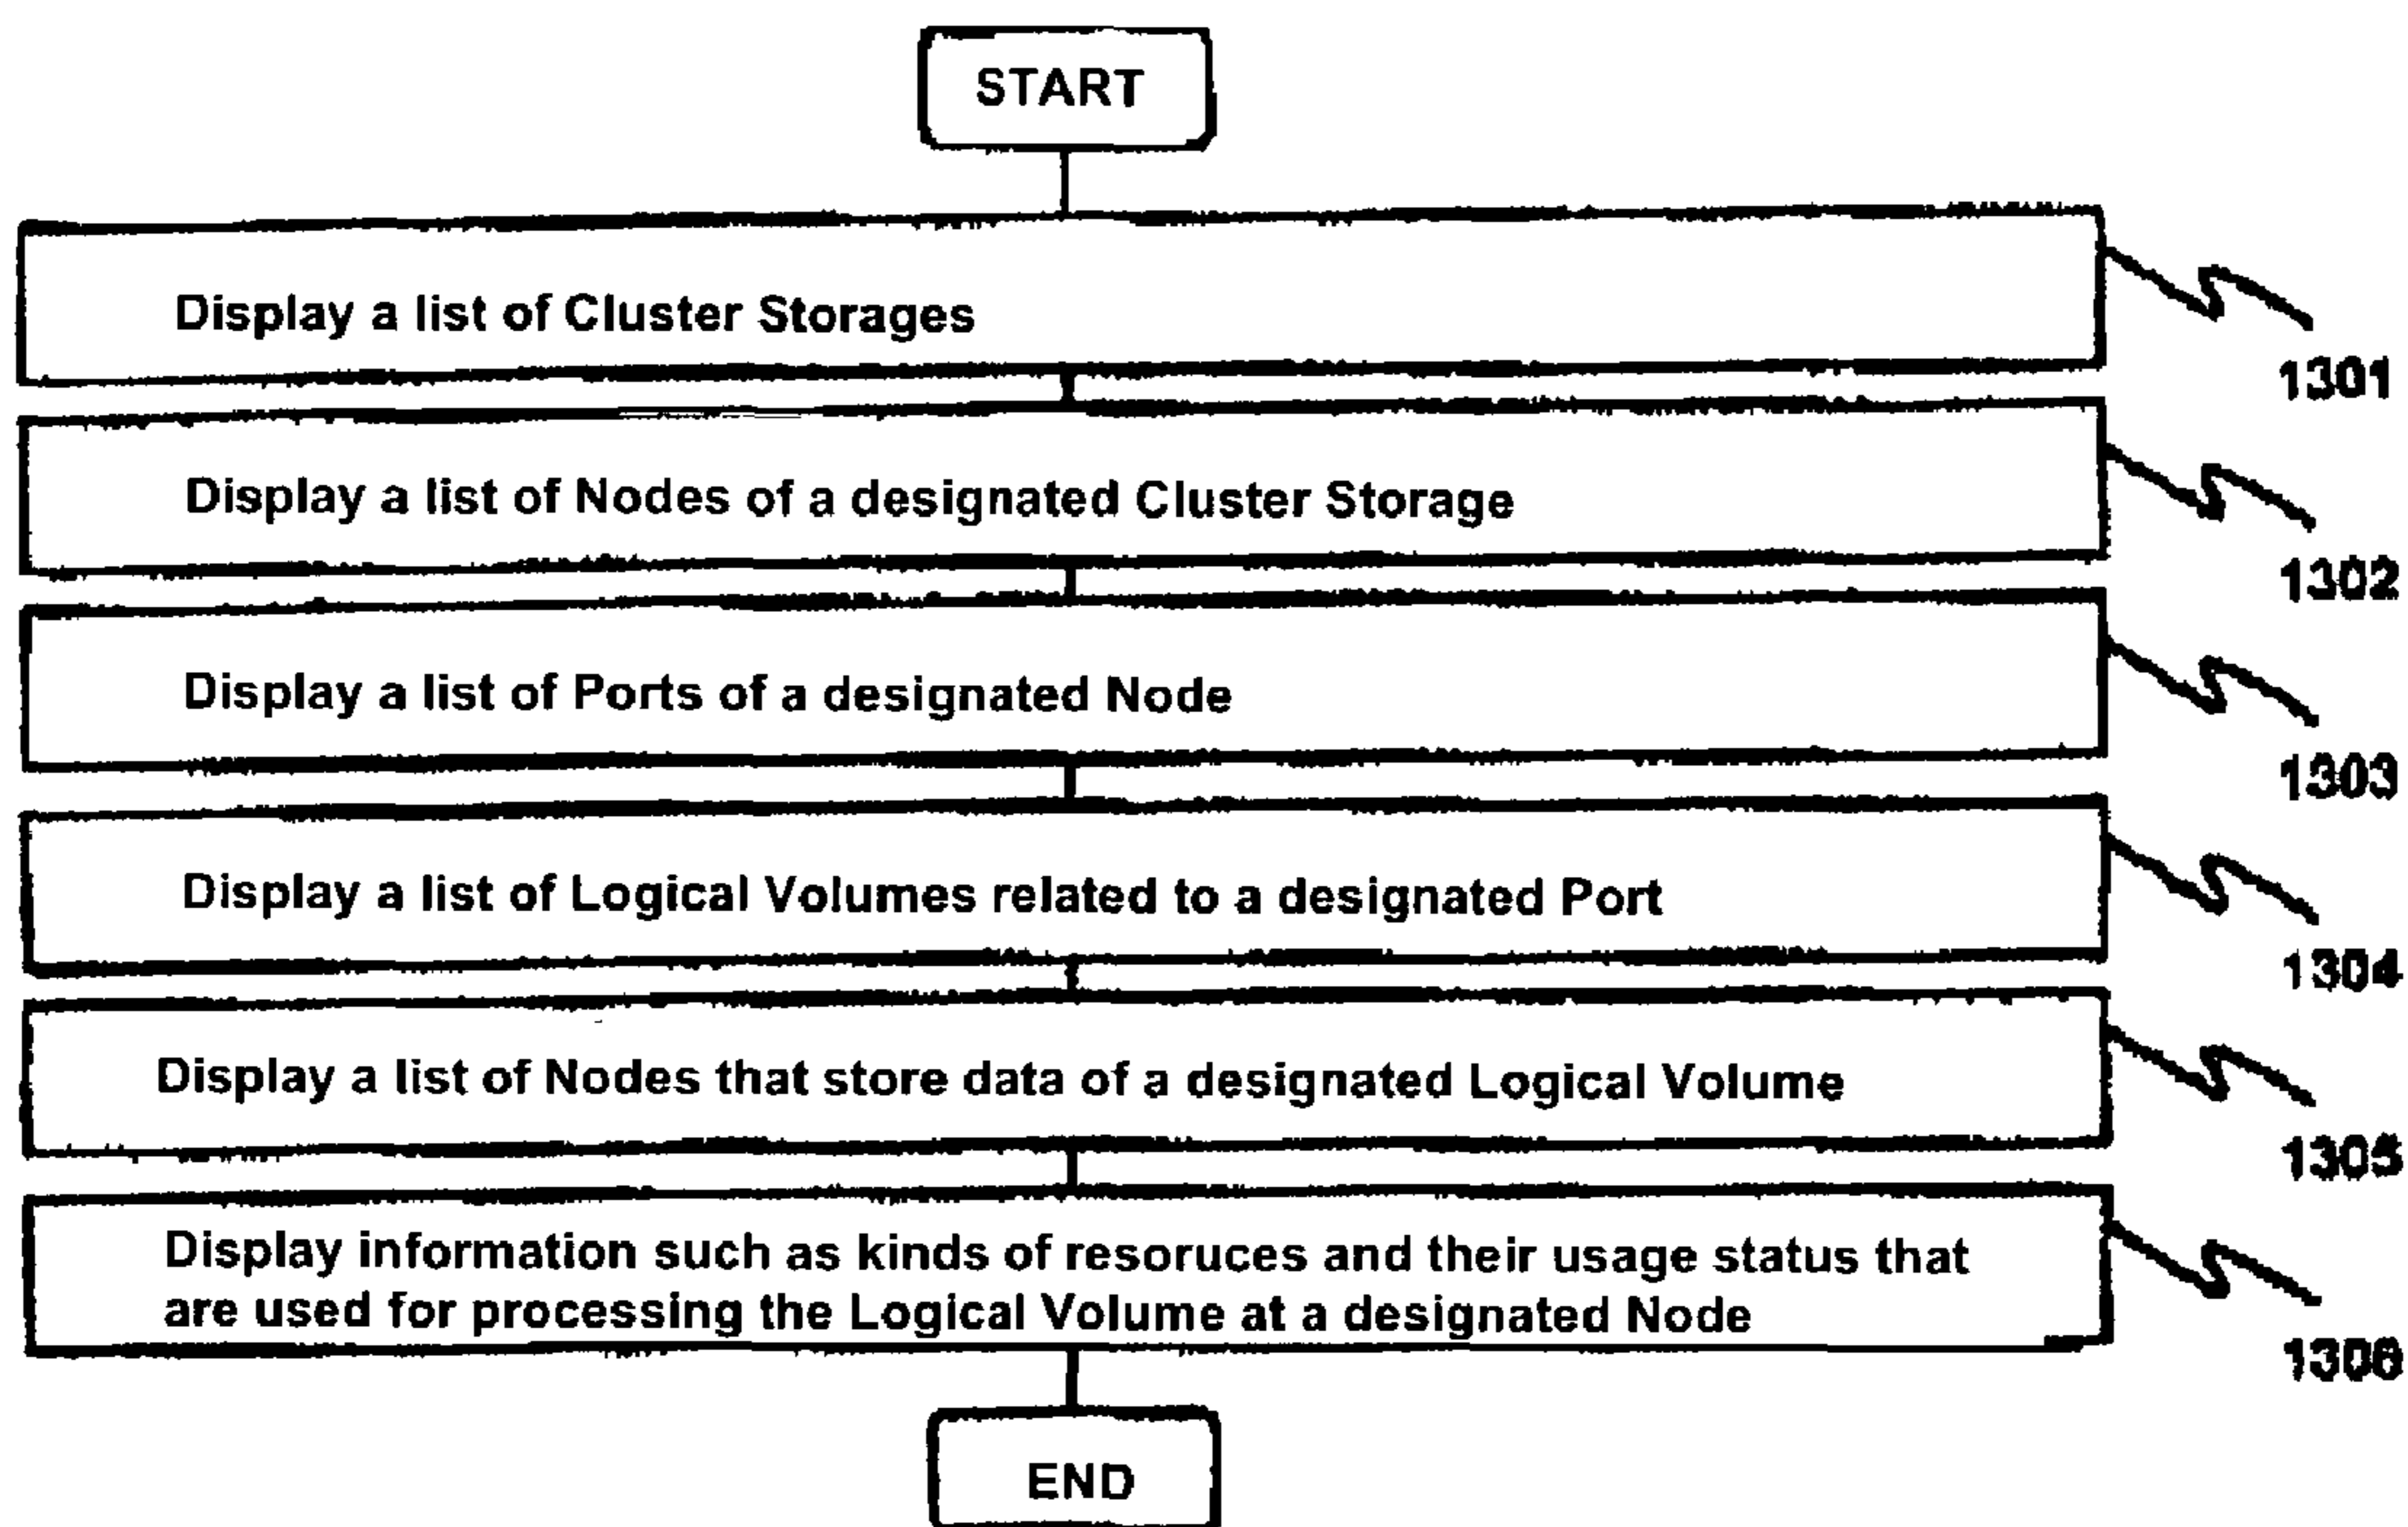 START
Display a list of Cluster Storages
1301
Display a list of Nodes of a designated Cluster Storage
1302
Display a list of Ports of a designated Node
1303
Display a list of Logical Volumes related to a designated Port
1304
Display a list of Nodes that store data of a designated Logical Volume
1305
Display information such as kinds of resoruces and their usage status that
are used for processing the Logical Volume at a designated Node
1306
END